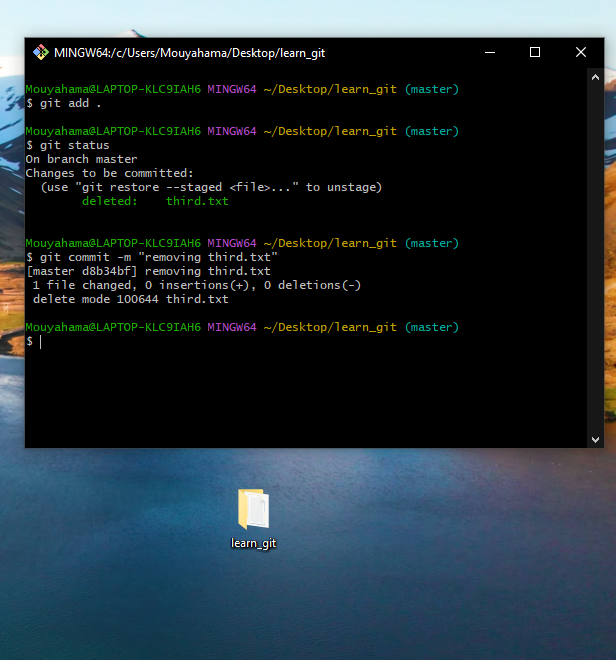 MINGW64:/c/Users/Mouyahama/Desktop/learn_git
Mouyahama@LAPTOP-KLC9IAH6 MINGW64 ~/Desktop/learn_git (master)
$ git add .
Mouyahama@LAPTOP-KLC9IAH6 MINGW64 ~/Desktop/learn_git (master)
$ git status
On branch master
Changes to be committed:
  (use "git restore --staged <file>..." to unstage)
        deleted:    third.txt
Mouyahama@LAPTOP-KLC9IAH6 MINGW64 ~/Desktop/learn_git (master)
$ git commit -m "removing third.txt"
[master d8b34bf] removing third.txt
 1 file changed, 0 insertions(+), 0 deletions(-)
 delete mode 100644 third.txt
Mouyahama@LAPTOP-KLC9IAH6 MINGW64 ~/Desktop/learn_git (master)
$
learn_git